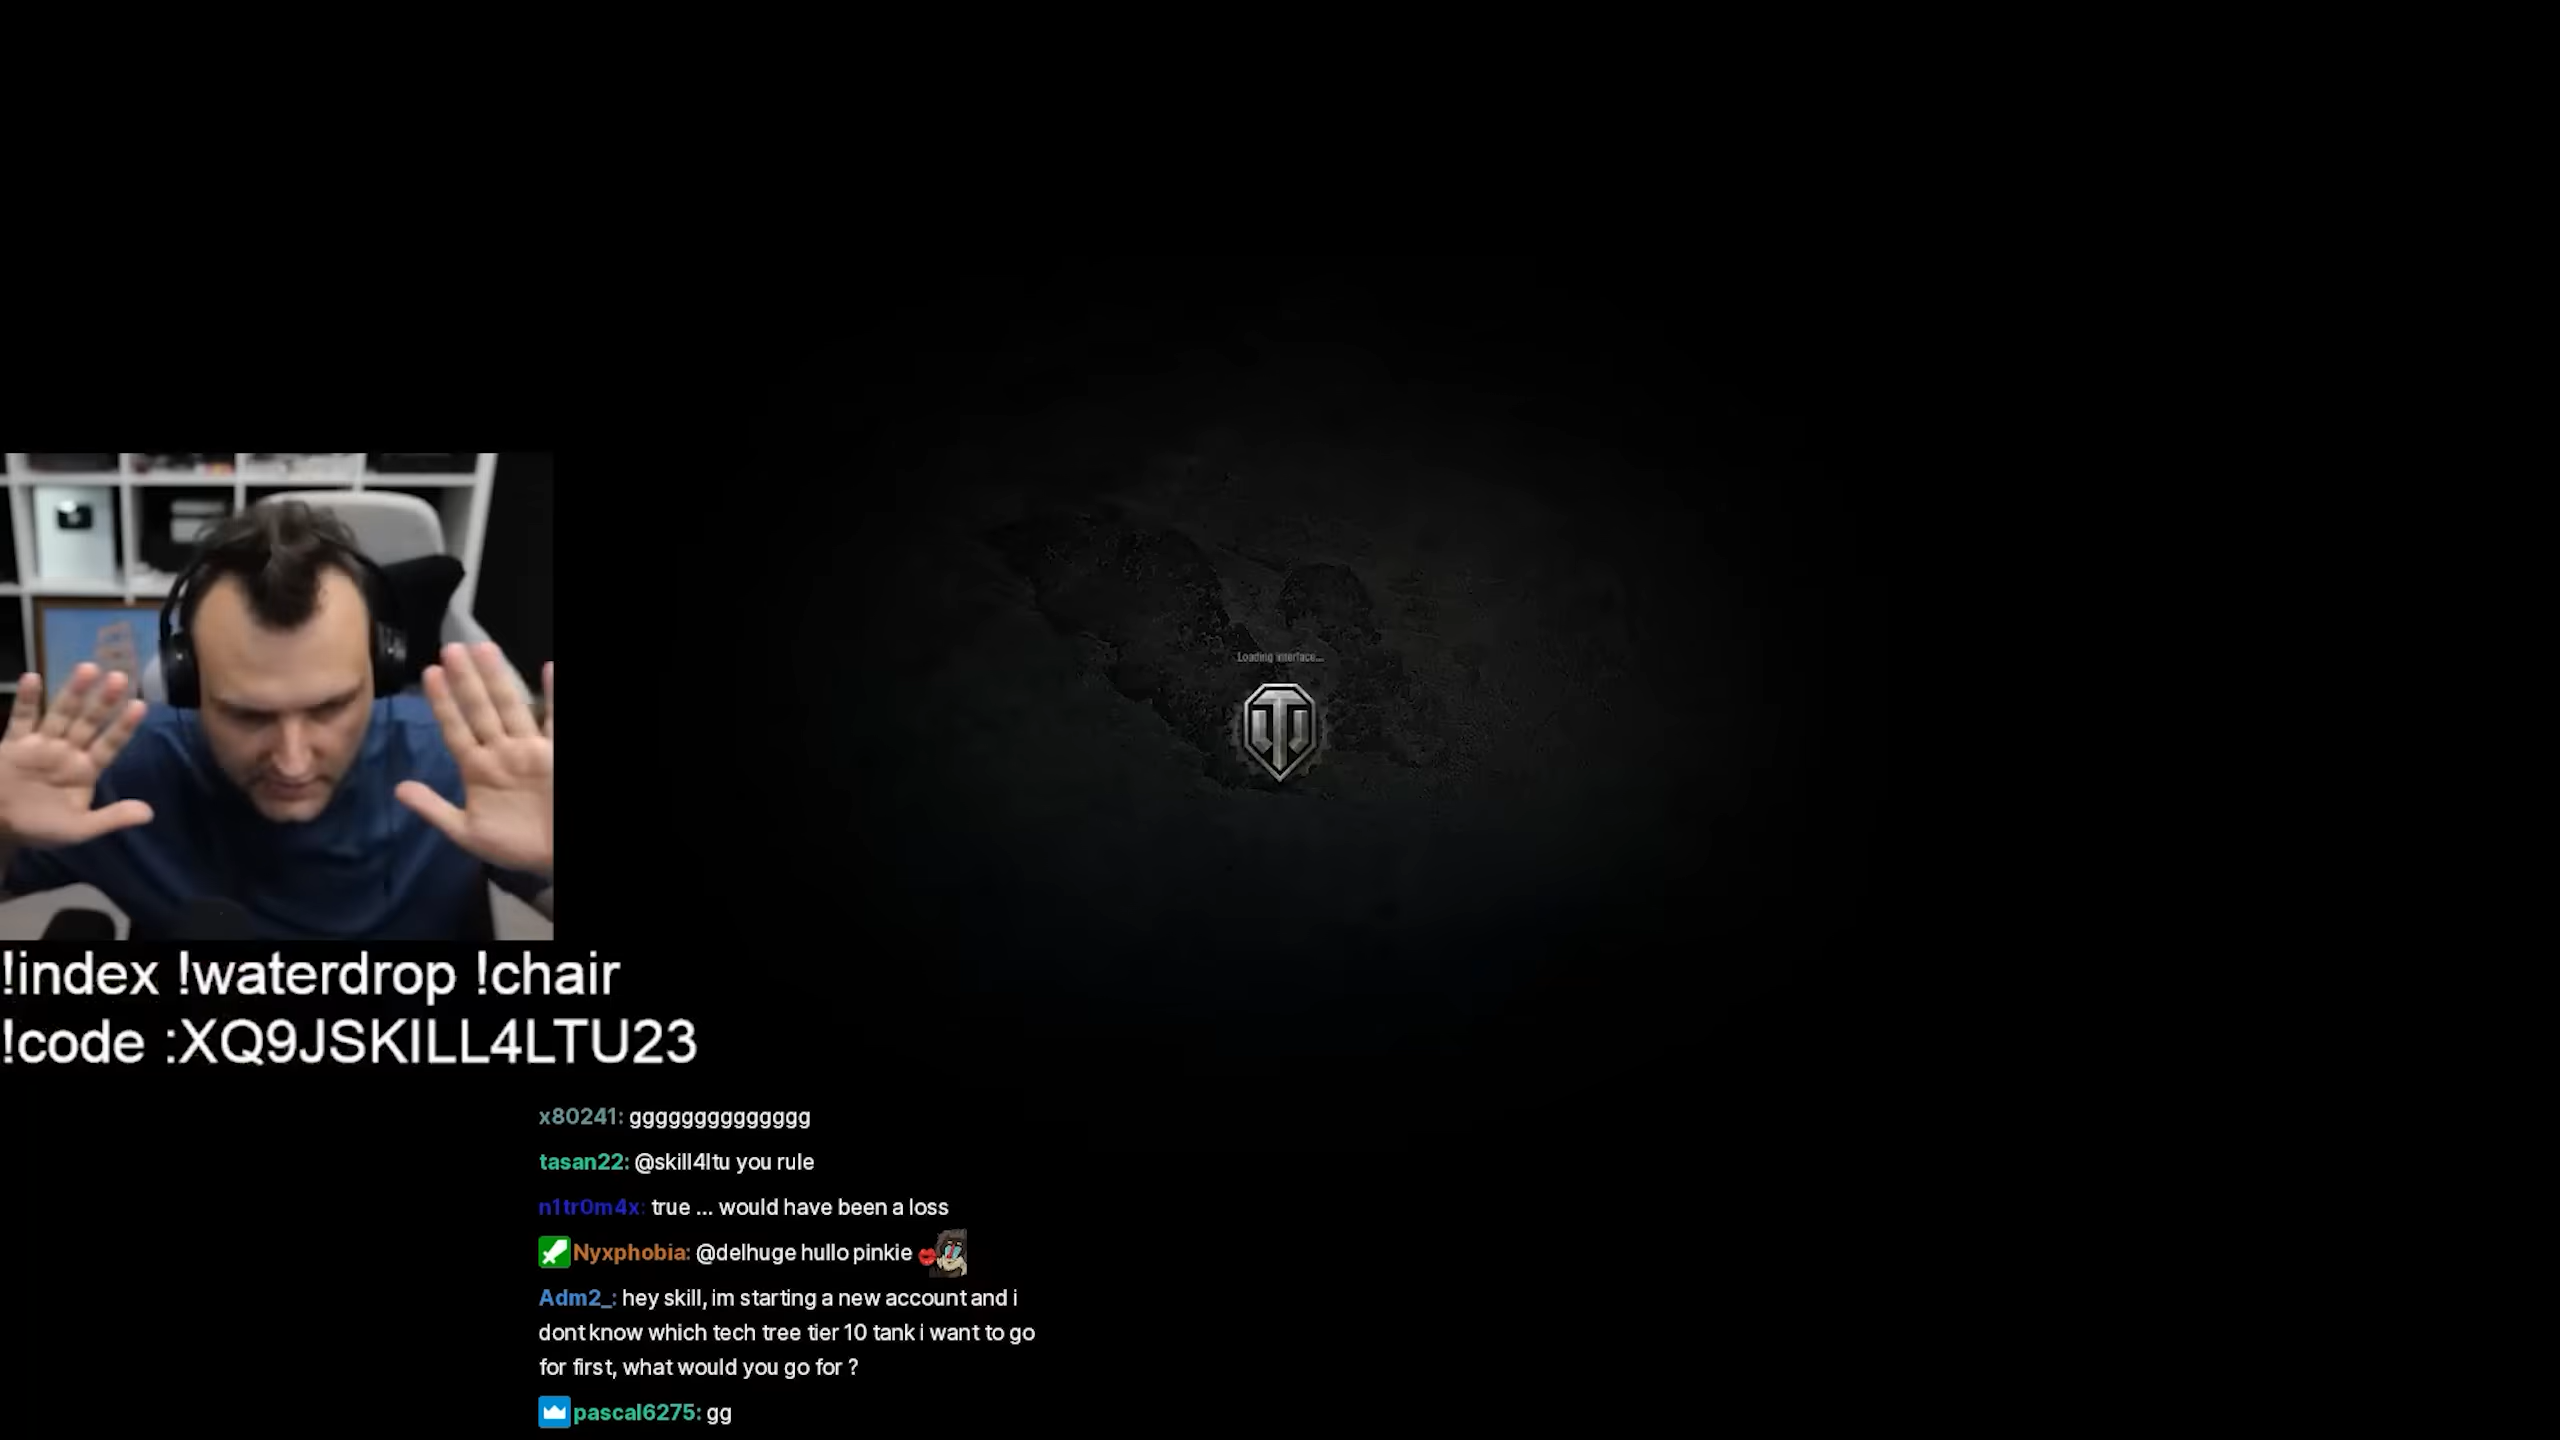 Loading interface...
!index !waterdrop !chair
!code :XQ9JSKILL4LTU23
x80241: gggggggggggggg
tasan22: @skill4ltu you rule
n1tr0m4x: true ... would have been a loss
Nyxphobia: @delhuge hullo pinkie
Adm2_: hey skill, im starting a new account and i
dont know which tech tree tier 10 tank i want to go
for first, what would you go for ?
pascal6275: gg